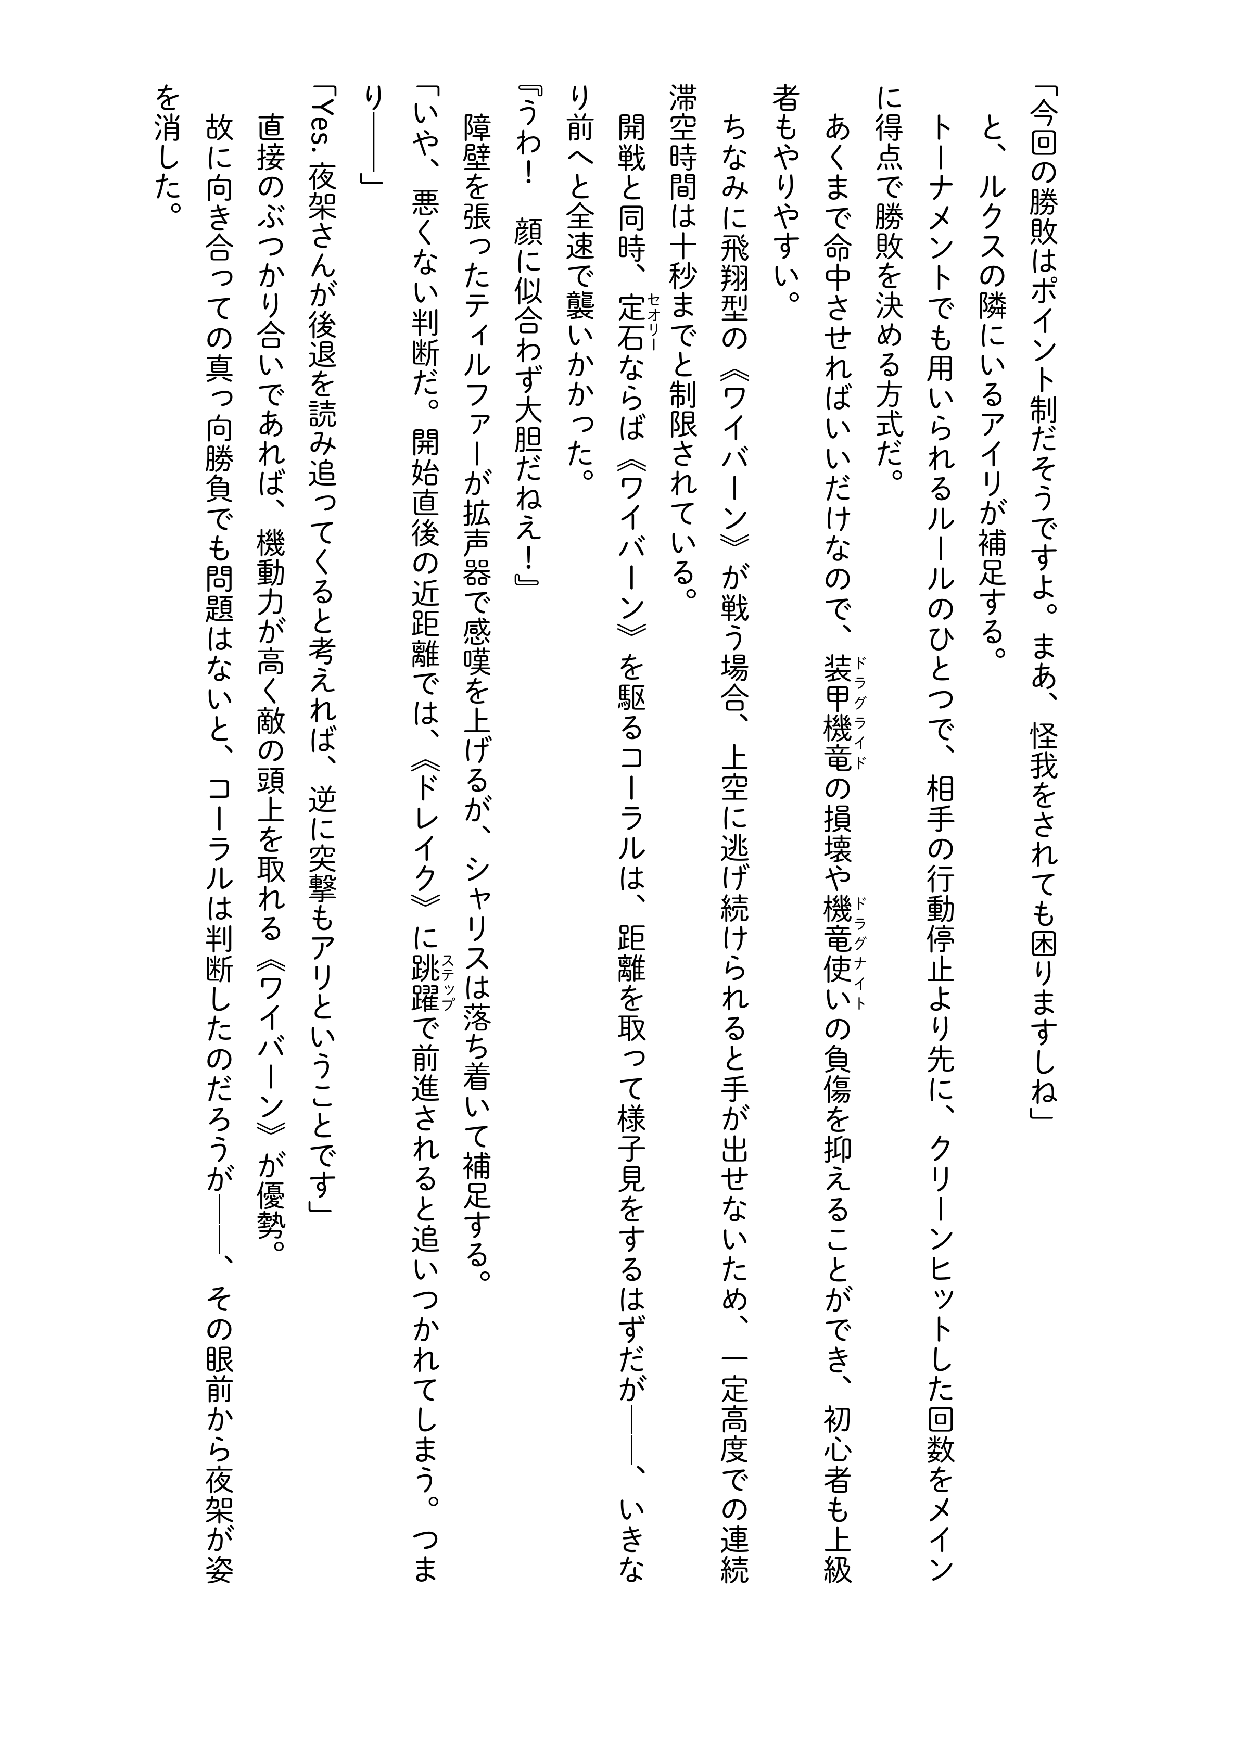 「今回の勝敗はポイント制だそうですよ。まあ、怪我をされても困りますしね」
と、ルクスの隣にいるアイリが補足する。
トーナメントでも用いられるルールのひとつで、相手の行動停止より先に、クリーンヒットした回数をメイン
に得点で勝敗を決める方式だ。
あくまで命中させればいいだけなので、装甲機竜の損壊や機竜使いの負傷を抑えることができ、初心者も上級
ドラグライド
ドラグナイト
者もやりやすい。
ちなみに飛翔型の《ワイバーン》が戦う場合、上空に逃げ続けられると手が出せないため、一定高度での連続
滞空時間は十秒までと制限されている。
開戦と同時、定石ならば《ワイバーン》を駆るコーラルは、距離を取って様子見をするはずだが――、いきな
セオリー
り前へと全速で襲いかかった。
『うわ！　顔に似合わず大胆だねえ！』
障壁を張ったティルファーが拡声器で感嘆を上げるが、シャリスは落ち着いて補足する。
「いや、悪くない判断だ。開始直後の近距離では、《ドレイク》に跳躍で前進されると追いつかれてしまう。つま
ステップ
り――」
「Yes. 夜架さんが後退を読み追ってくると考えれば、逆に突撃もアリということです」
直接のぶつかり合いであれば、機動力が高く敵の頭上を取れる《ワイバーン》が優勢。
故に向き合っての真っ向勝負でも問題はないと、コーラルは判断したのだろうが――、その眼前から夜架が姿
を消した。